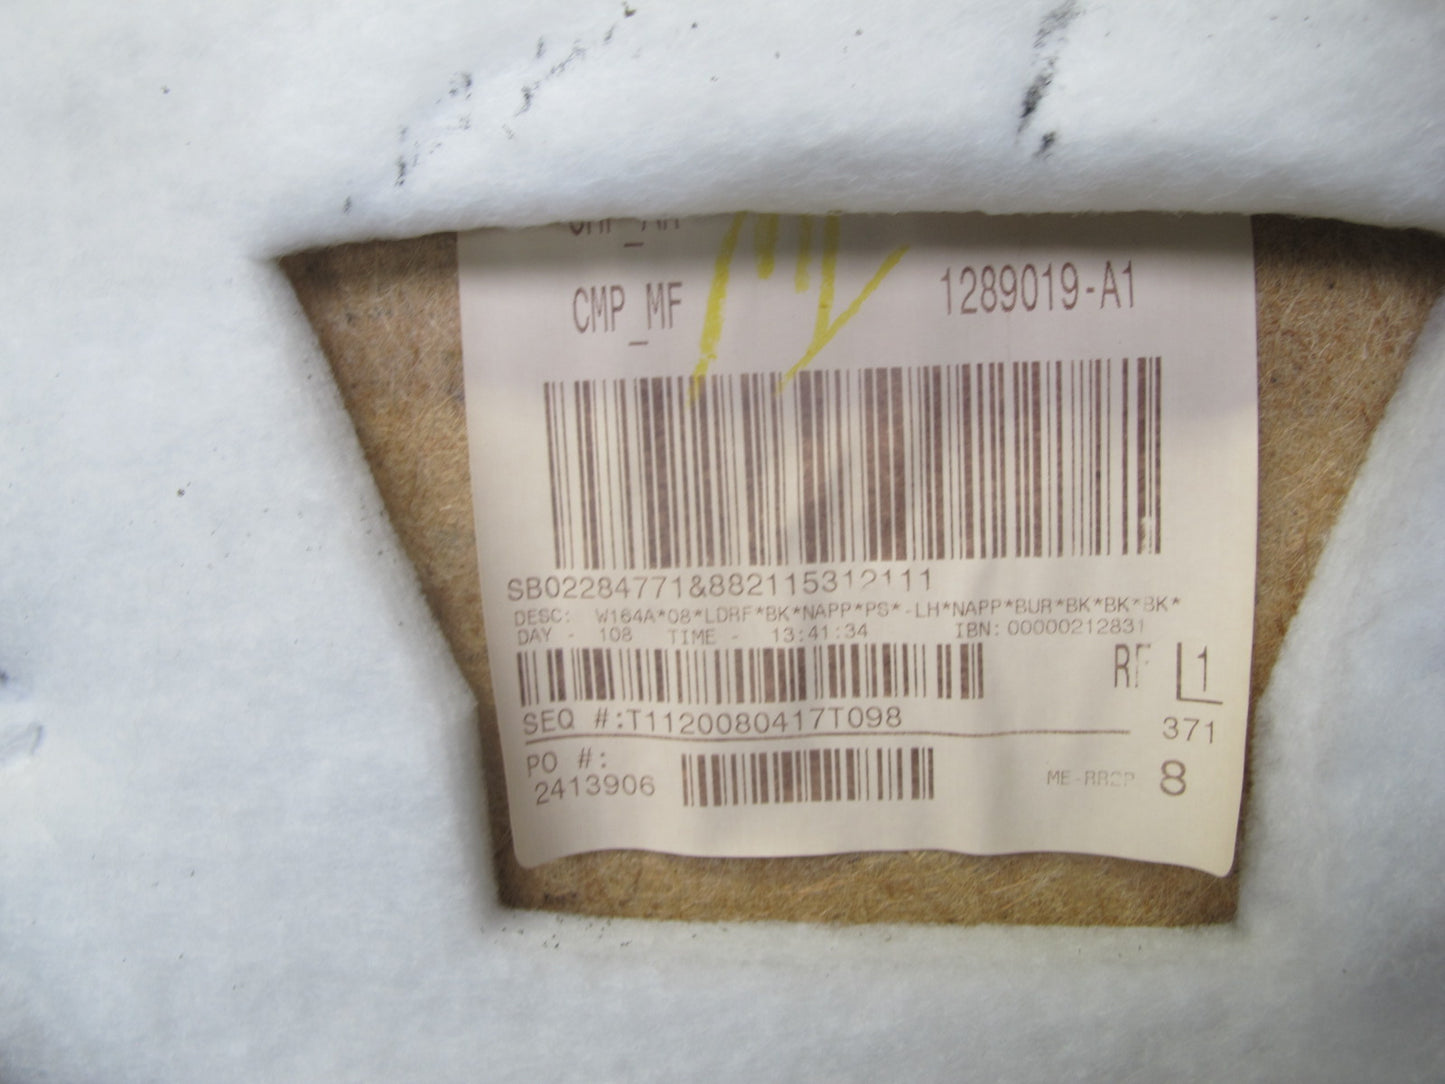 CMP_MF 1289019-A1
SB02284771&882115312111
DESC: W164A*08*LDRF*BK*NAPP*PS*-LH*NAPP*BUR*BK*BK*BK*
DAY - 108 TIME - 13:41:34 IBN: 00000212831
RF L1
SEQ #:T1120080417T098
371
PO #:
2413906
ME-RR2P 8